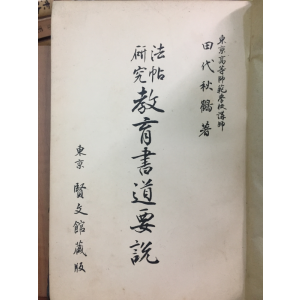 東京高等師範學校講師
田代秋鶴著
法帖
研究
教育書道要説
東京 賢文館藏版